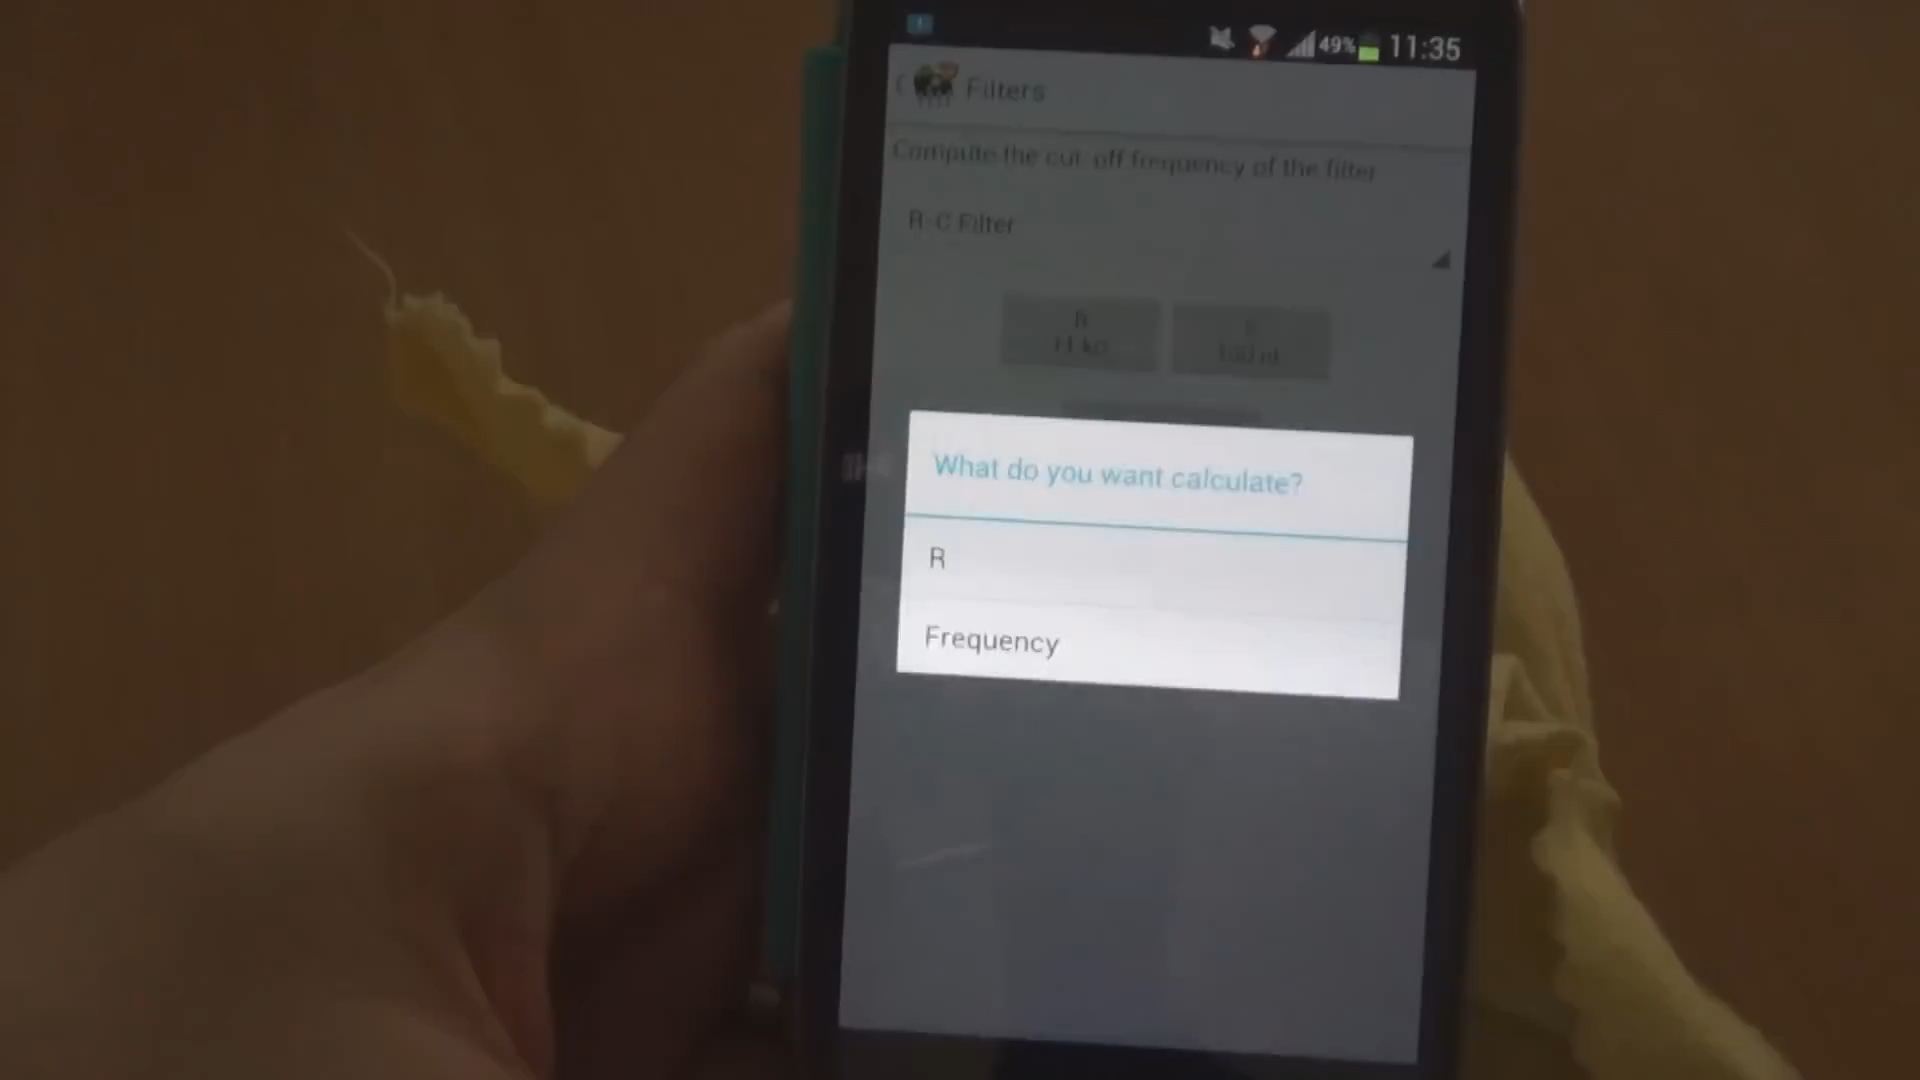 49% 11:35
Filters
Compute the cut-off frequency of the filter
R-C Filter
R
What do you want calculate?
R
Frequency